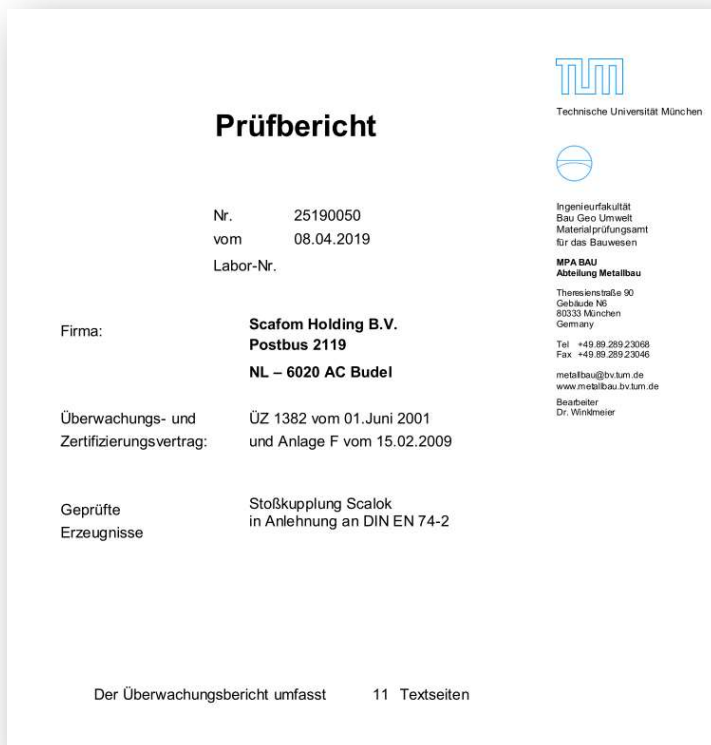 TUM
Technische Universität München
Prüfbericht
Nr. 25190050
vom 08.04.2019
Labor-Nr.
Ingenieurfakultät
Bau Geo Umwelt
Materialprüfungsamt
für das Bauwesen
MPA BAU
Abteilung Metallbau
Theresienstraße 90
Gebäude N6
80333 München
Germany
Tel +49.89.289.23068
Fax +49.89.289.23046
metallbau@bv.tum.de
www.metallbau.bv.tum.de
Bearbeiter
Dr. Winklmeier
Firma: Scafom Holding B.V.
Postbus 2119
NL – 6020 AC Budel
Überwachungs- und ÜZ 1382 vom 01.Juni 2001
Zertifizierungsvertrag: und Anlage F vom 15.02.2009
Geprüfte Stoßkupplung Scalok
Erzeugnisse in Anlehnung an DIN EN 74-2
Der Überwachungsbericht umfasst 11 Textseiten